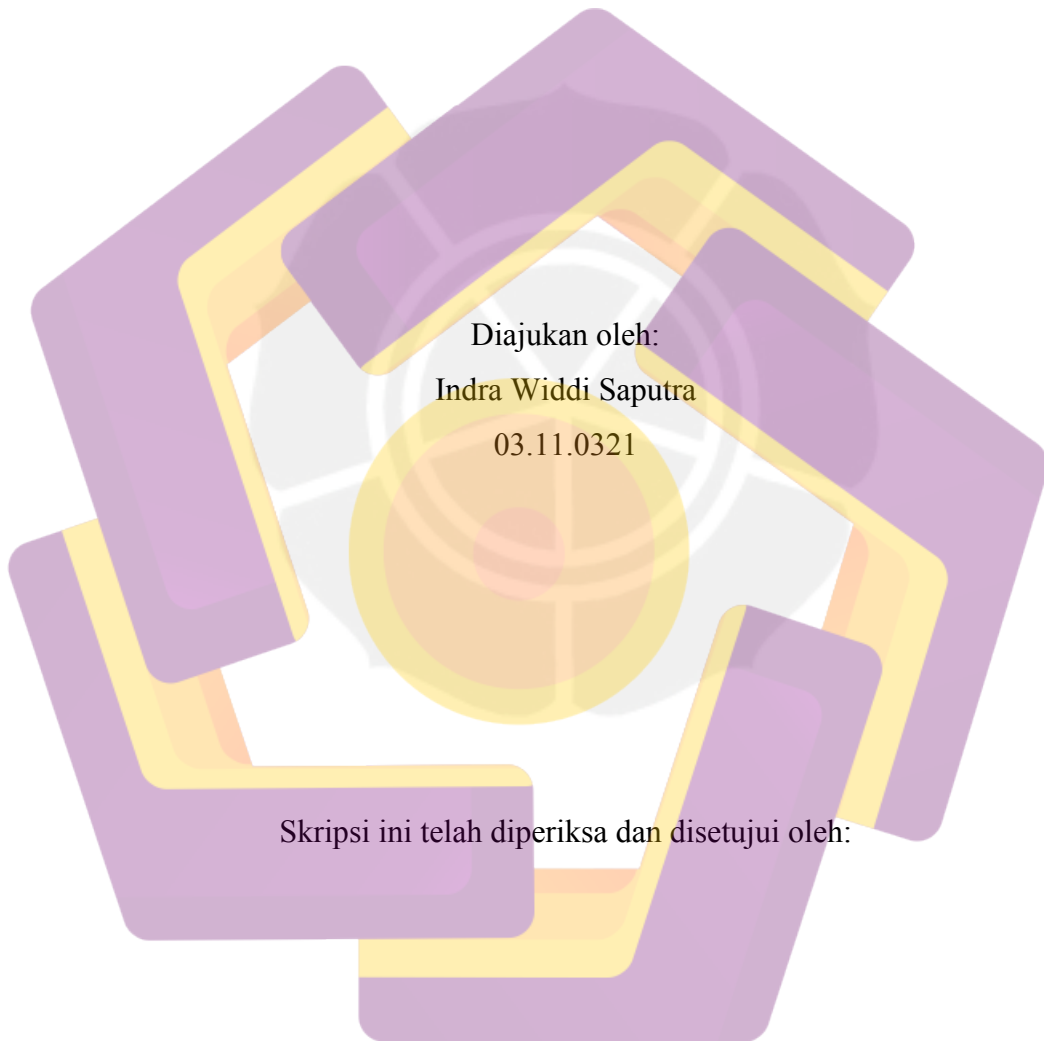 Diajukan oleh:
Indra Widdi Saputra
03.11.0321
Skripsi ini telah diperiksa dan disetujui oleh: